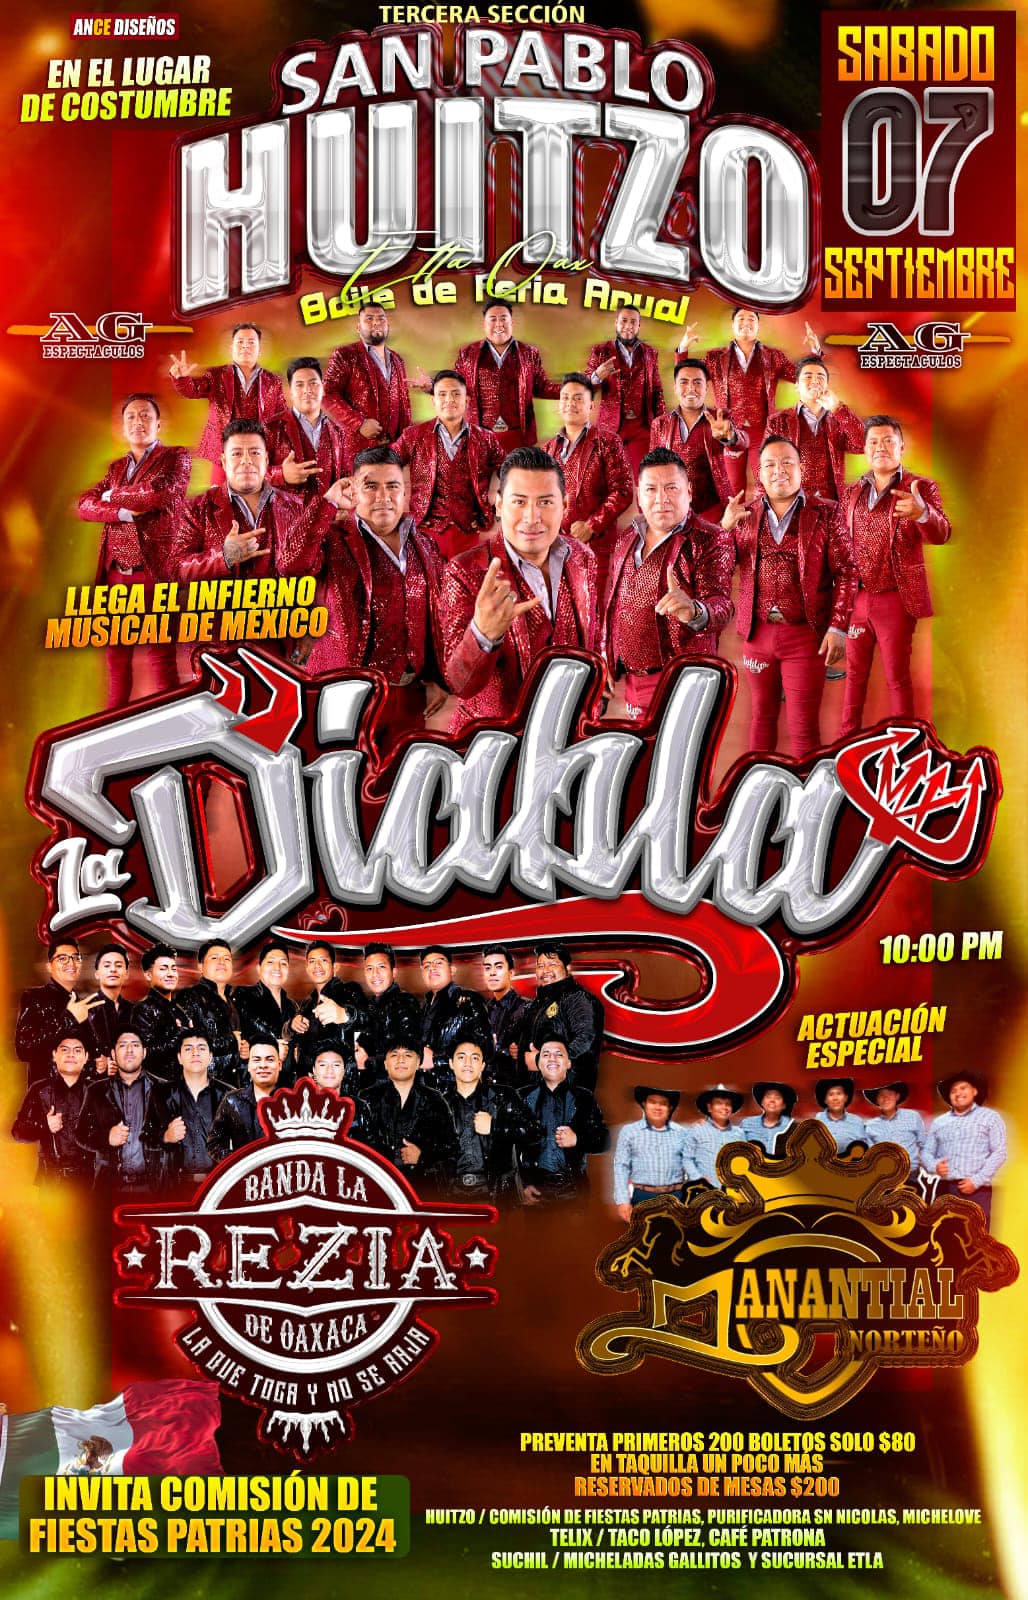 ANCE DISEÑOS
EN EL LUGAR
DE COSTUMBRE
TERCERA SECCIÓN
SAN PABLO
HUITZO
Etla Oax
Baile de Feria Anual
SABADO
07
SEPTIEMBRE
AG
ESPECTACULOS
AG
ESPECTACULOS
LLEGA EL INFIERNO
MUSICAL DE MÉXICO
La Diabla
MX
10:00 PM
ACTUACIÓN
ESPECIAL
BANDA LA
REZIA
DE OAXACA
LA QUE TOCA Y NO SE RAJA
MANANTIAL
NORTEÑO
PREVENTA PRIMEROS 200 BOLETOS SOLO $80
EN TAQUILLA UN POCO MÁS
RESERVADOS DE MESAS $200
INVITA COMISIÓN DE
FIESTAS PATRIAS 2024
HUITZO / COMISIÓN DE FIESTAS PATRIAS, PURIFICADORA SN NICOLAS, MICHELOVE
TELIX / TACO LÓPEZ, CAFÉ PATRONA
SUCHIL / MICHELADAS GALLITOS Y SUCURSAL ETLA